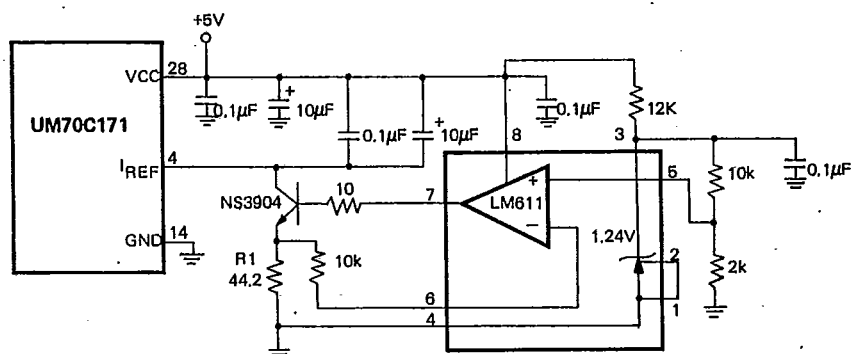 +5V
VCC 28
0.1μF
+
10μF
0.1μF
+
10μF
0.1μF
12K
UM70C171
8
3
IREF 4
5
10k
0.1μF
NS3904
10
7
+
LM611
−
GND 14
1.24V
2
R1
44.2
10k
2k
6
1
4